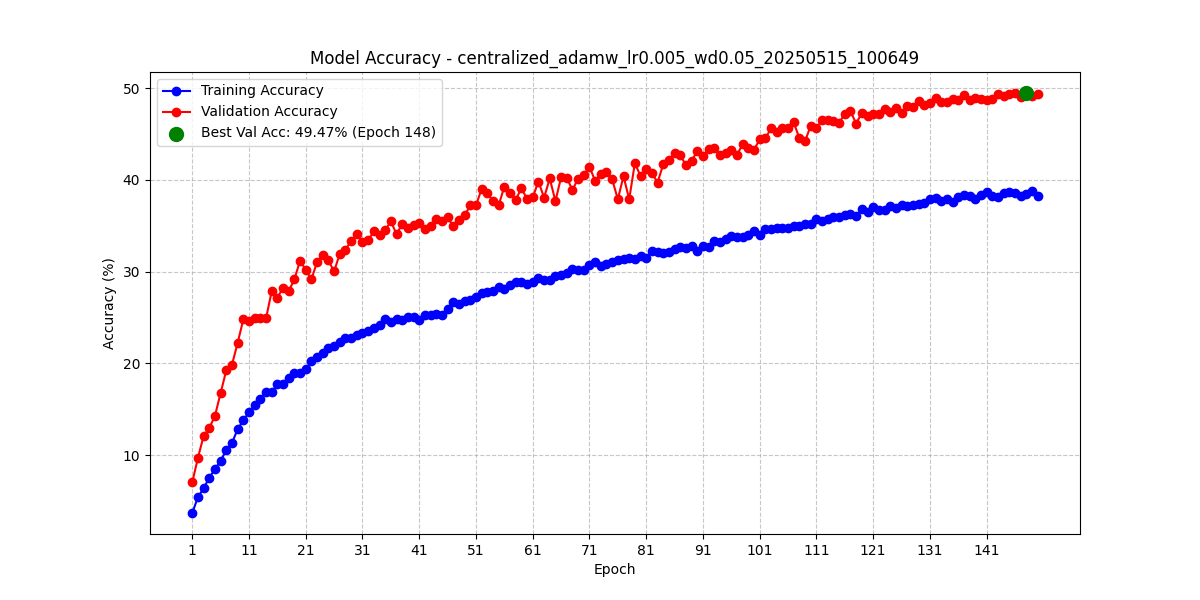 Model Accuracy - centralized_adamw_lr0.005_wd0.05_20250515_100649
Training Accuracy
Validation Accuracy
Best Val Acc: 49.47% (Epoch 148)
Accuracy (%)
50
40
30
20
10
1 11 21 31 41 51 61 71 81 91 101 111 121 131 141
Epoch